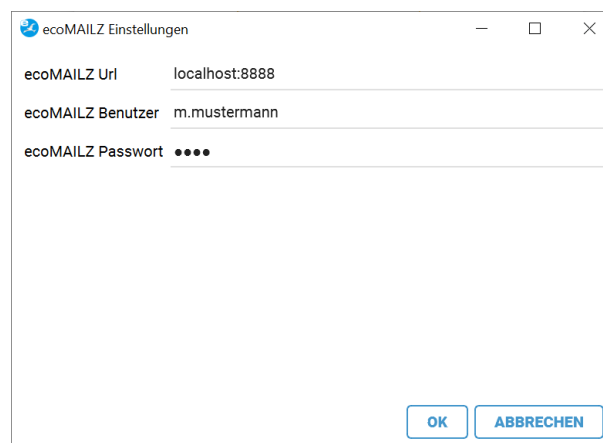 ecoMAILZ Einstellungen
ecoMAILZ Url localhost:8888
ecoMAILZ Benutzer m.mustermann
ecoMAILZ Passwort ●●●●
OK ABBRECHEN